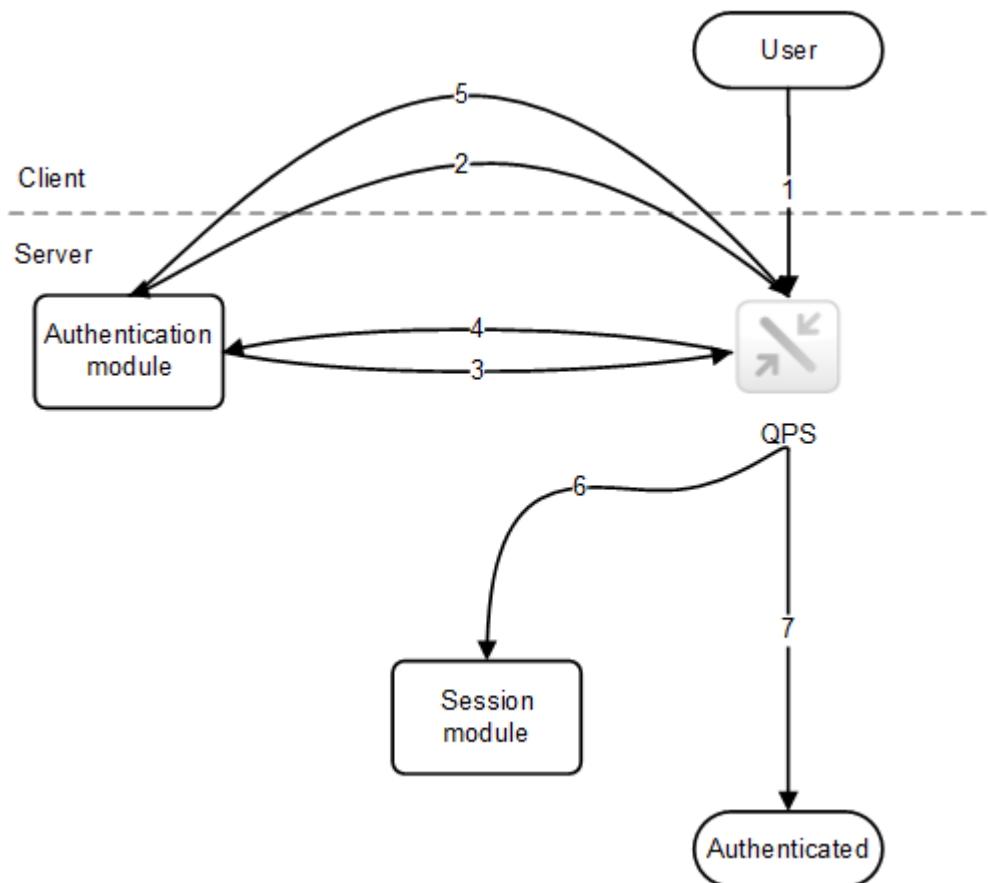 User
5
2
Client
1
Server
Authentication
module
4
3
QPS
6
7
Session
module
Authenticated